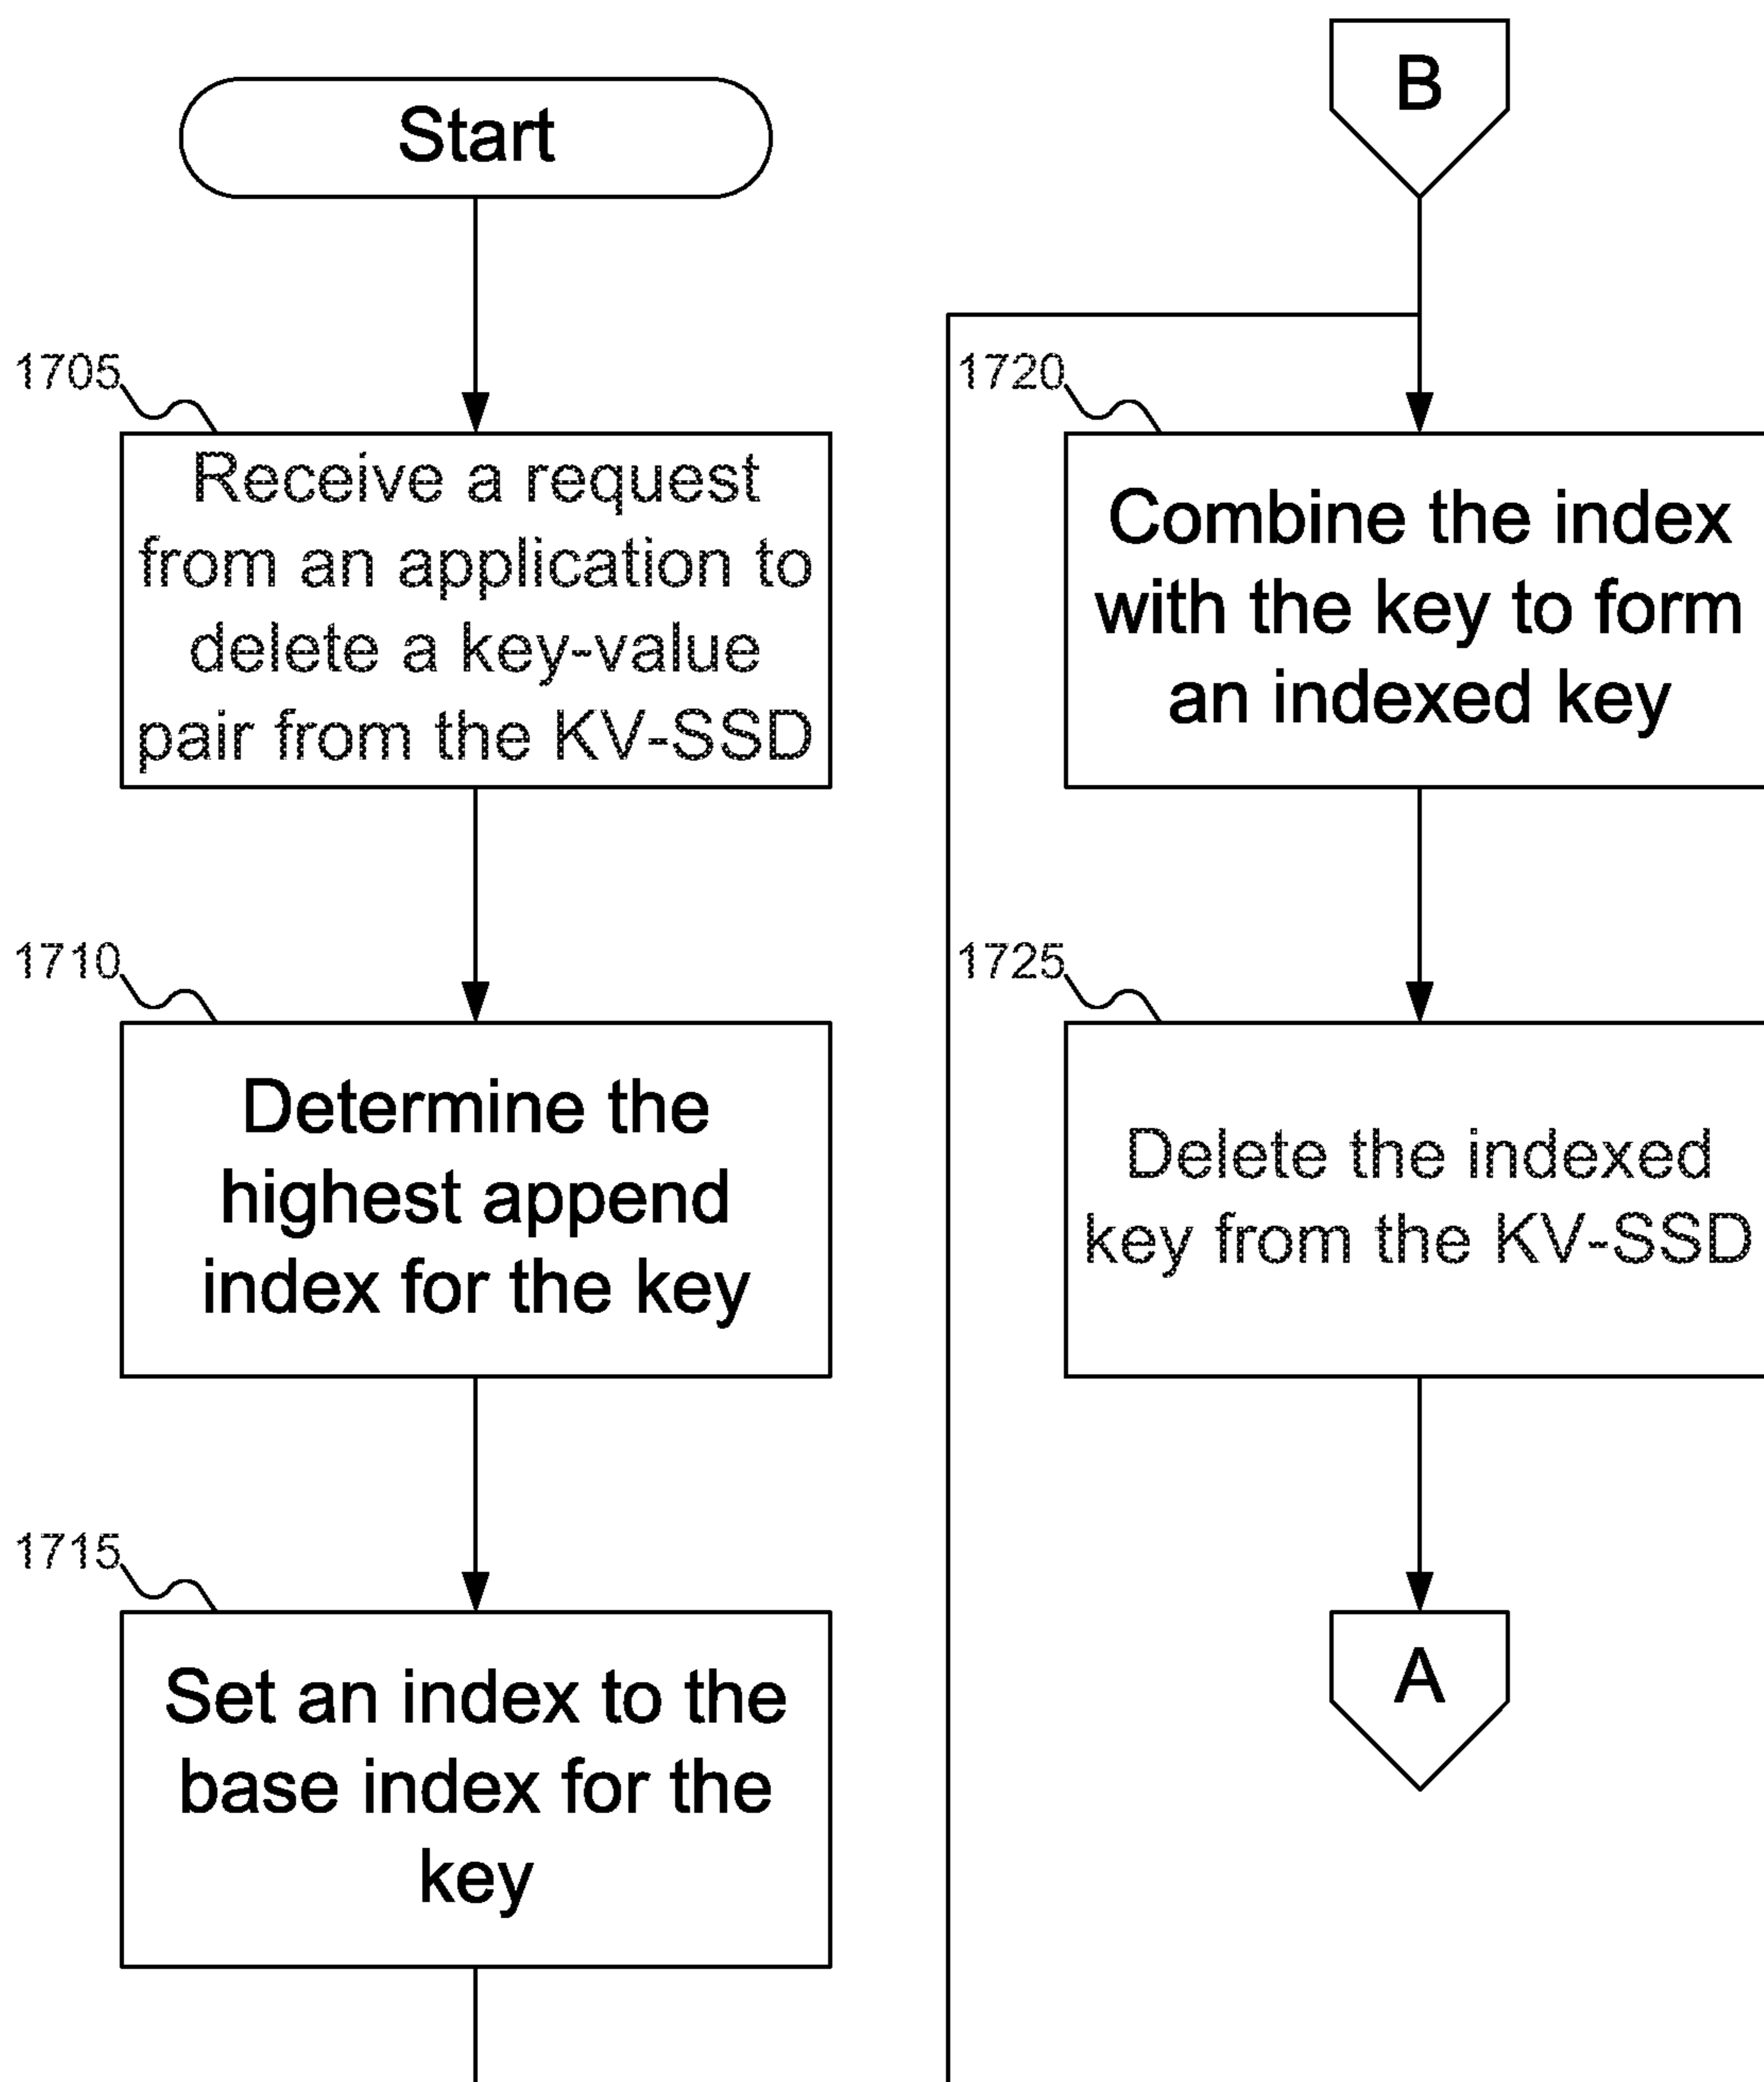 Start
1705
Receive a request
from an application to
delete a key-value
pair from the KV-SSD
1710
Determine the
highest append
index for the key
1715
Set an index to the
base index for the
key
B
1720
Combine the index
with the key to form
an indexed key
1725
Delete the indexed
key from the KV-SSD
A